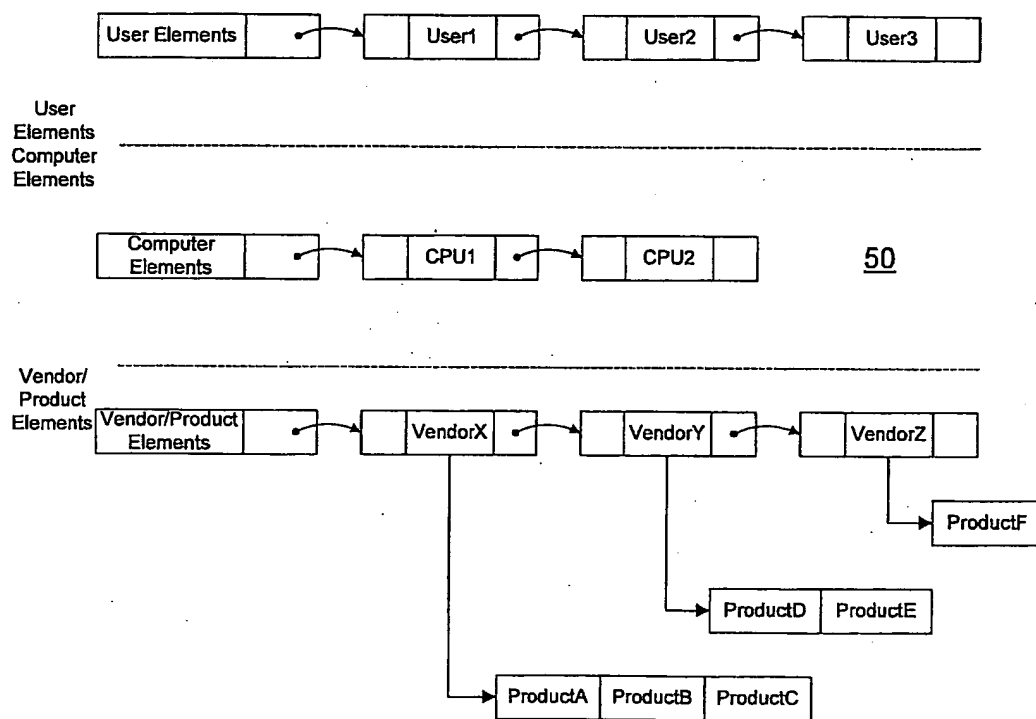 User Elements
User1
User2
User3
User
Elements
Computer
Elements
Computer
Elements
CPU1
CPU2
50
Vendor/
Product
Elements
Vendor/Product
Elements
VendorX
VendorY
VendorZ
ProductF
ProductD
ProductE
ProductA
ProductB
ProductC